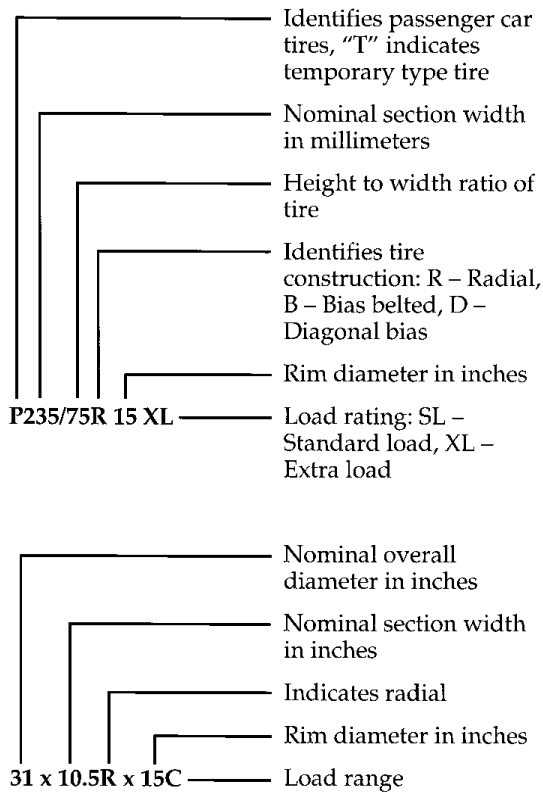 Identifies passenger car
tires, “T” indicates
temporary type tire
Nominal section width
in millimeters
Height to width ratio of
tire
Identifies tire
construction: R – Radial,
B – Bias belted, D –
Diagonal bias
Rim diameter in inches
P235/75R 15 XL
Load rating: SL –
Standard load, XL –
Extra load
Nominal overall
diameter in inches
Nominal section width
in inches
Indicates radial
Rim diameter in inches
31 x 10.5R x 15C
Load range